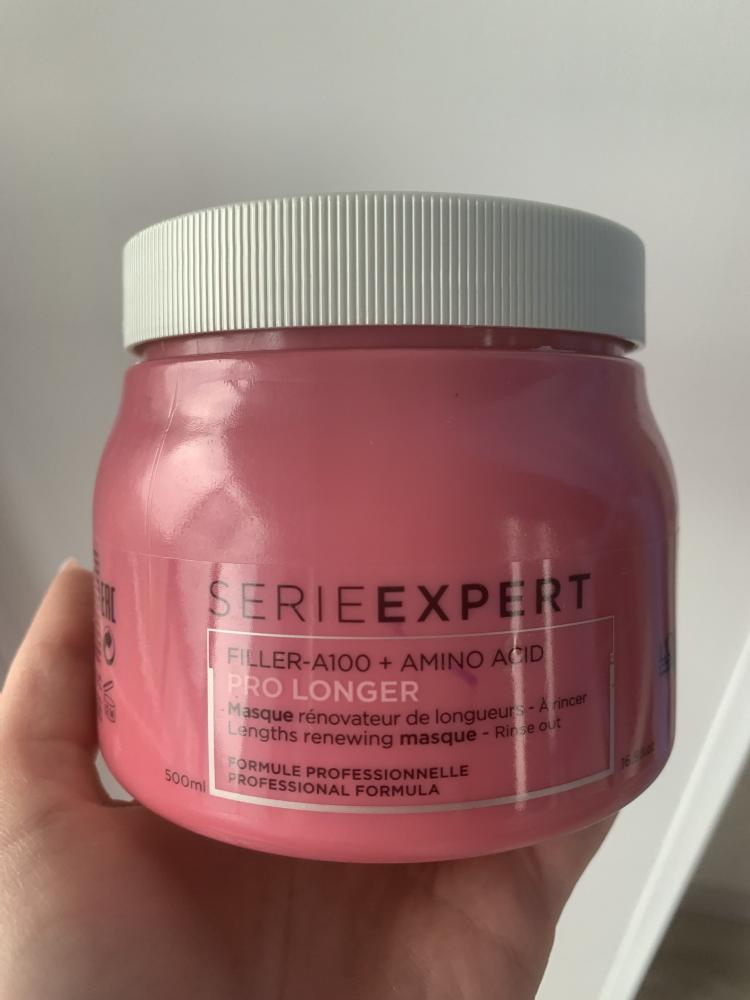 SERIEEXPERT
FILLER-A100 + AMINO ACID
PRO LONGER
Masque rénovateur de longueurs - À rincer
Lengths renewing masque - Rinse out
FORMULE PROFESSIONNELLE
PROFESSIONAL FORMULA
500ml
EAC